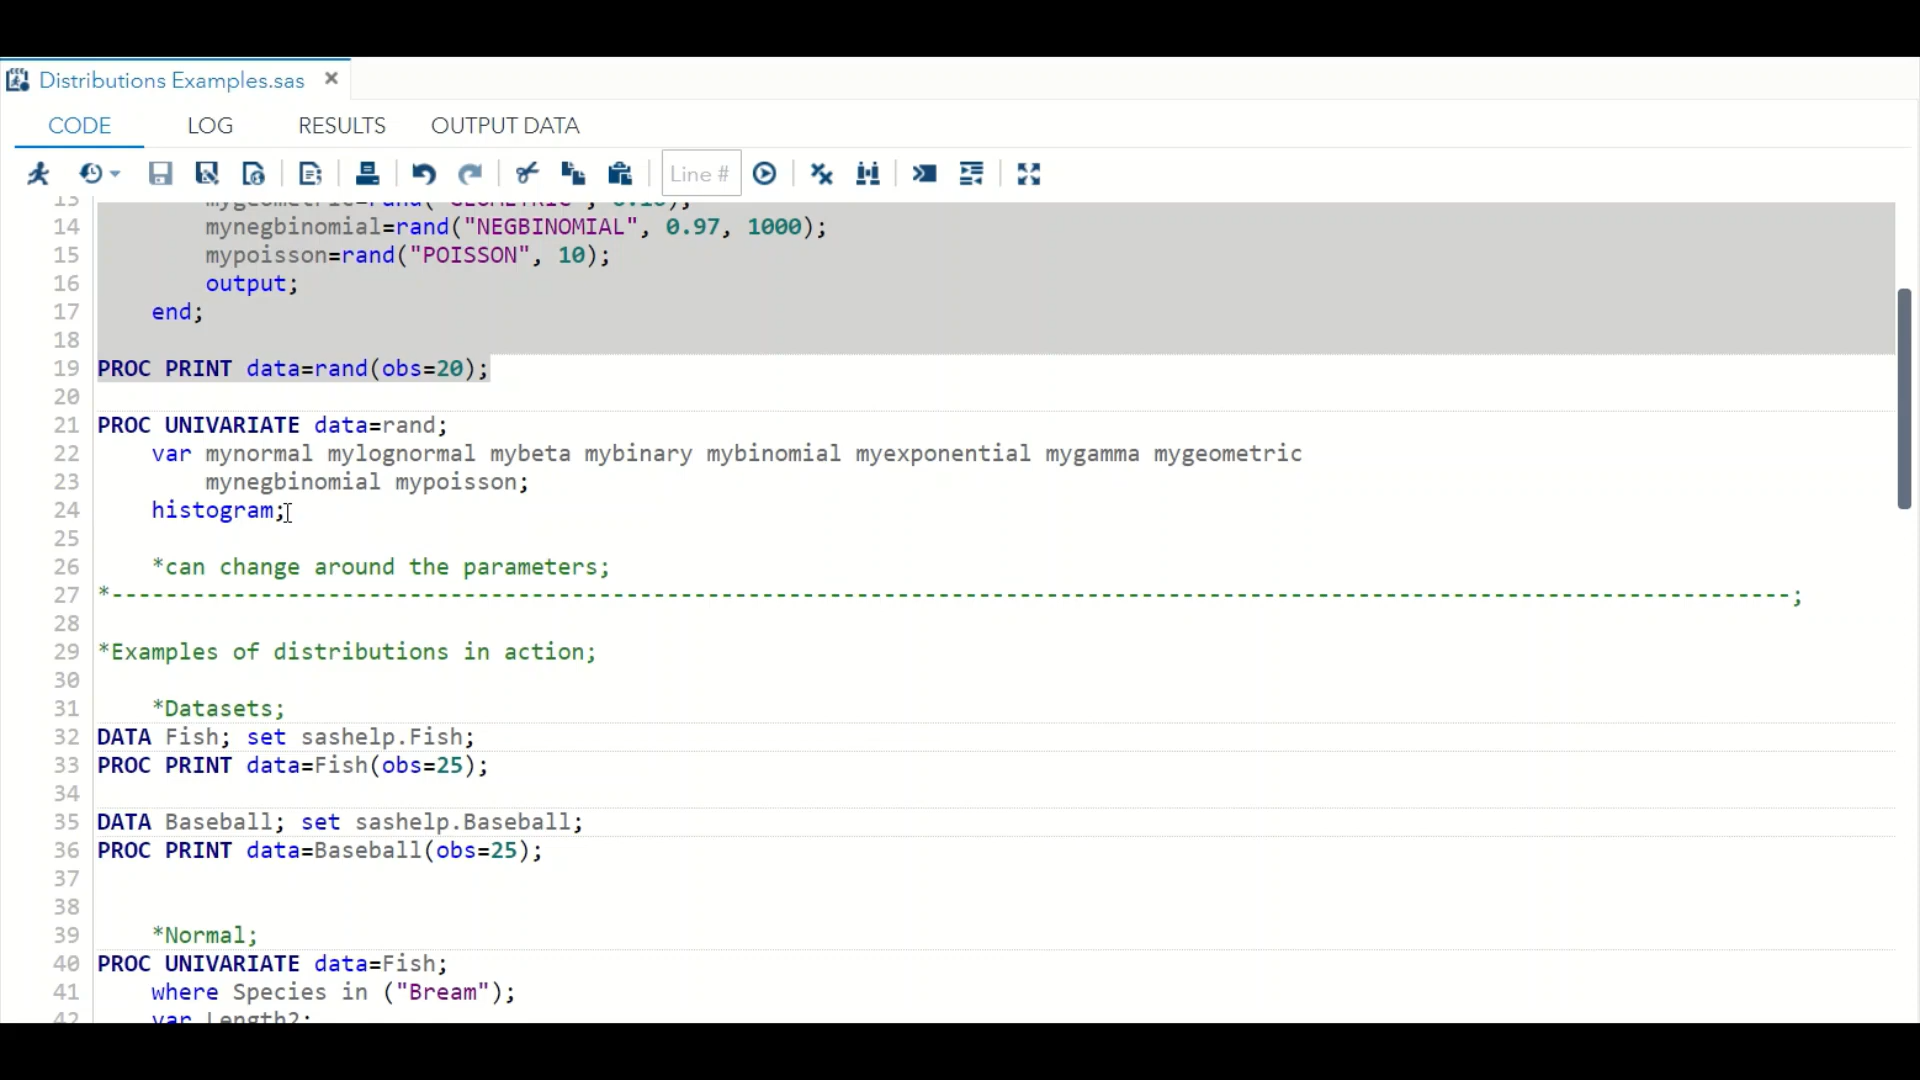 Distributions Examples.sas ×
CODE LOG RESULTS OUTPUT DATA
Line #
13
14 mynegbinomial=rand("NEGBINOMIAL", 0.97, 1000);
15 mypoisson=rand("POISSON", 10);
16 output;
17 end;
18
19 PROC PRINT data=rand(obs=20);
20
21 PROC UNIVARIATE data=rand;
22 var mynormal mylognormal mybeta mybinary mybinomial myexponential mygamma mygeometric
23 mynegbinomial mypoisson;
24 histogram;
25
26 *can change around the parameters;
27 *----------------------------------------------------------------------------------------------------------------------------;
28
29 *Examples of distributions in action;
30
31 *Datasets;
32 DATA Fish; set sashelp.Fish;
33 PROC PRINT data=Fish(obs=25);
34
35 DATA Baseball; set sashelp.Baseball;
36 PROC PRINT data=Baseball(obs=25);
37
38
39 *Normal;
40 PROC UNIVARIATE data=Fish;
41 where Species in ("Bream");
42 var Length2;